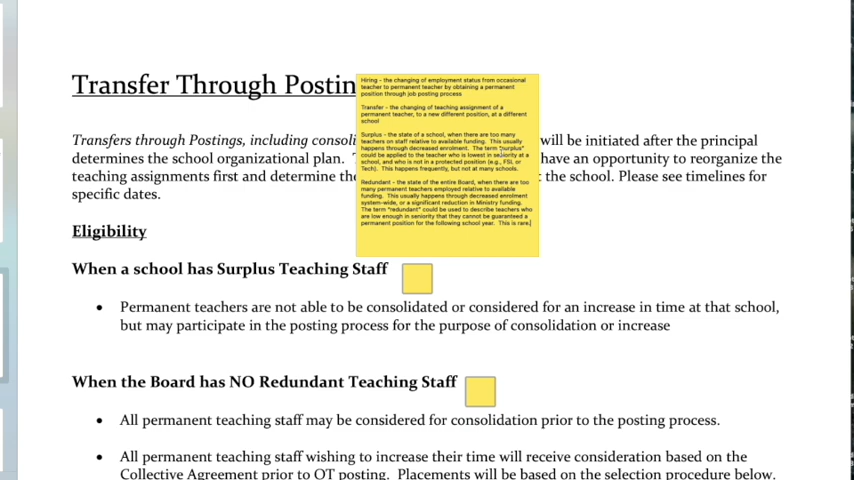 Transfer Through Postin
Hiring - the changing of employment status from occasional
teacher to permanent teacher by obtaining a permanent
position through job posting process
Transfer - the changing of teaching assignment of a
permanent teacher, to a new different position, at a different
school
Surplus - the state of a school, when there are too
many teachers on site relative to available funding. This usually
happens through decreased enrolment. The term "surplus"
could be applied to the teacher who is lowest in seniority at a
school, and who is not in a protected position (e.g., FSL or
Tech). This happens frequently, but not at many schools.
Redundant - the state of the entire Board, when there are too
many permanent teachers employed relative to available
funding. This usually happens through decreased enrolment
system-wide, or a significant reduction in Ministry funding.
The term "redundant" could be used to describe teachers who
are low enough in seniority that they cannot be guaranteed a
permanent position for the following school year. This is rare.
Transfers through Postings, including consoli will be initiated after the principal
determines the school organizational plan. have an opportunity to reorganize the
teaching assignments first and determine the the school. Please see timelines for
specific dates.
Eligibility
When a school has Surplus Teaching Staff
• Permanent teachers are not able to be consolidated or considered for an increase in time at that school,
but may participate in the posting process for the purpose of consolidation or increase
When the Board has NO Redundant Teaching Staff
• All permanent teaching staff may be considered for consolidation prior to the posting process.
• All permanent teaching staff wishing to increase their time will receive consideration based on the
Collective Agreement prior to OT posting. Placements will be based on the selection procedure below.